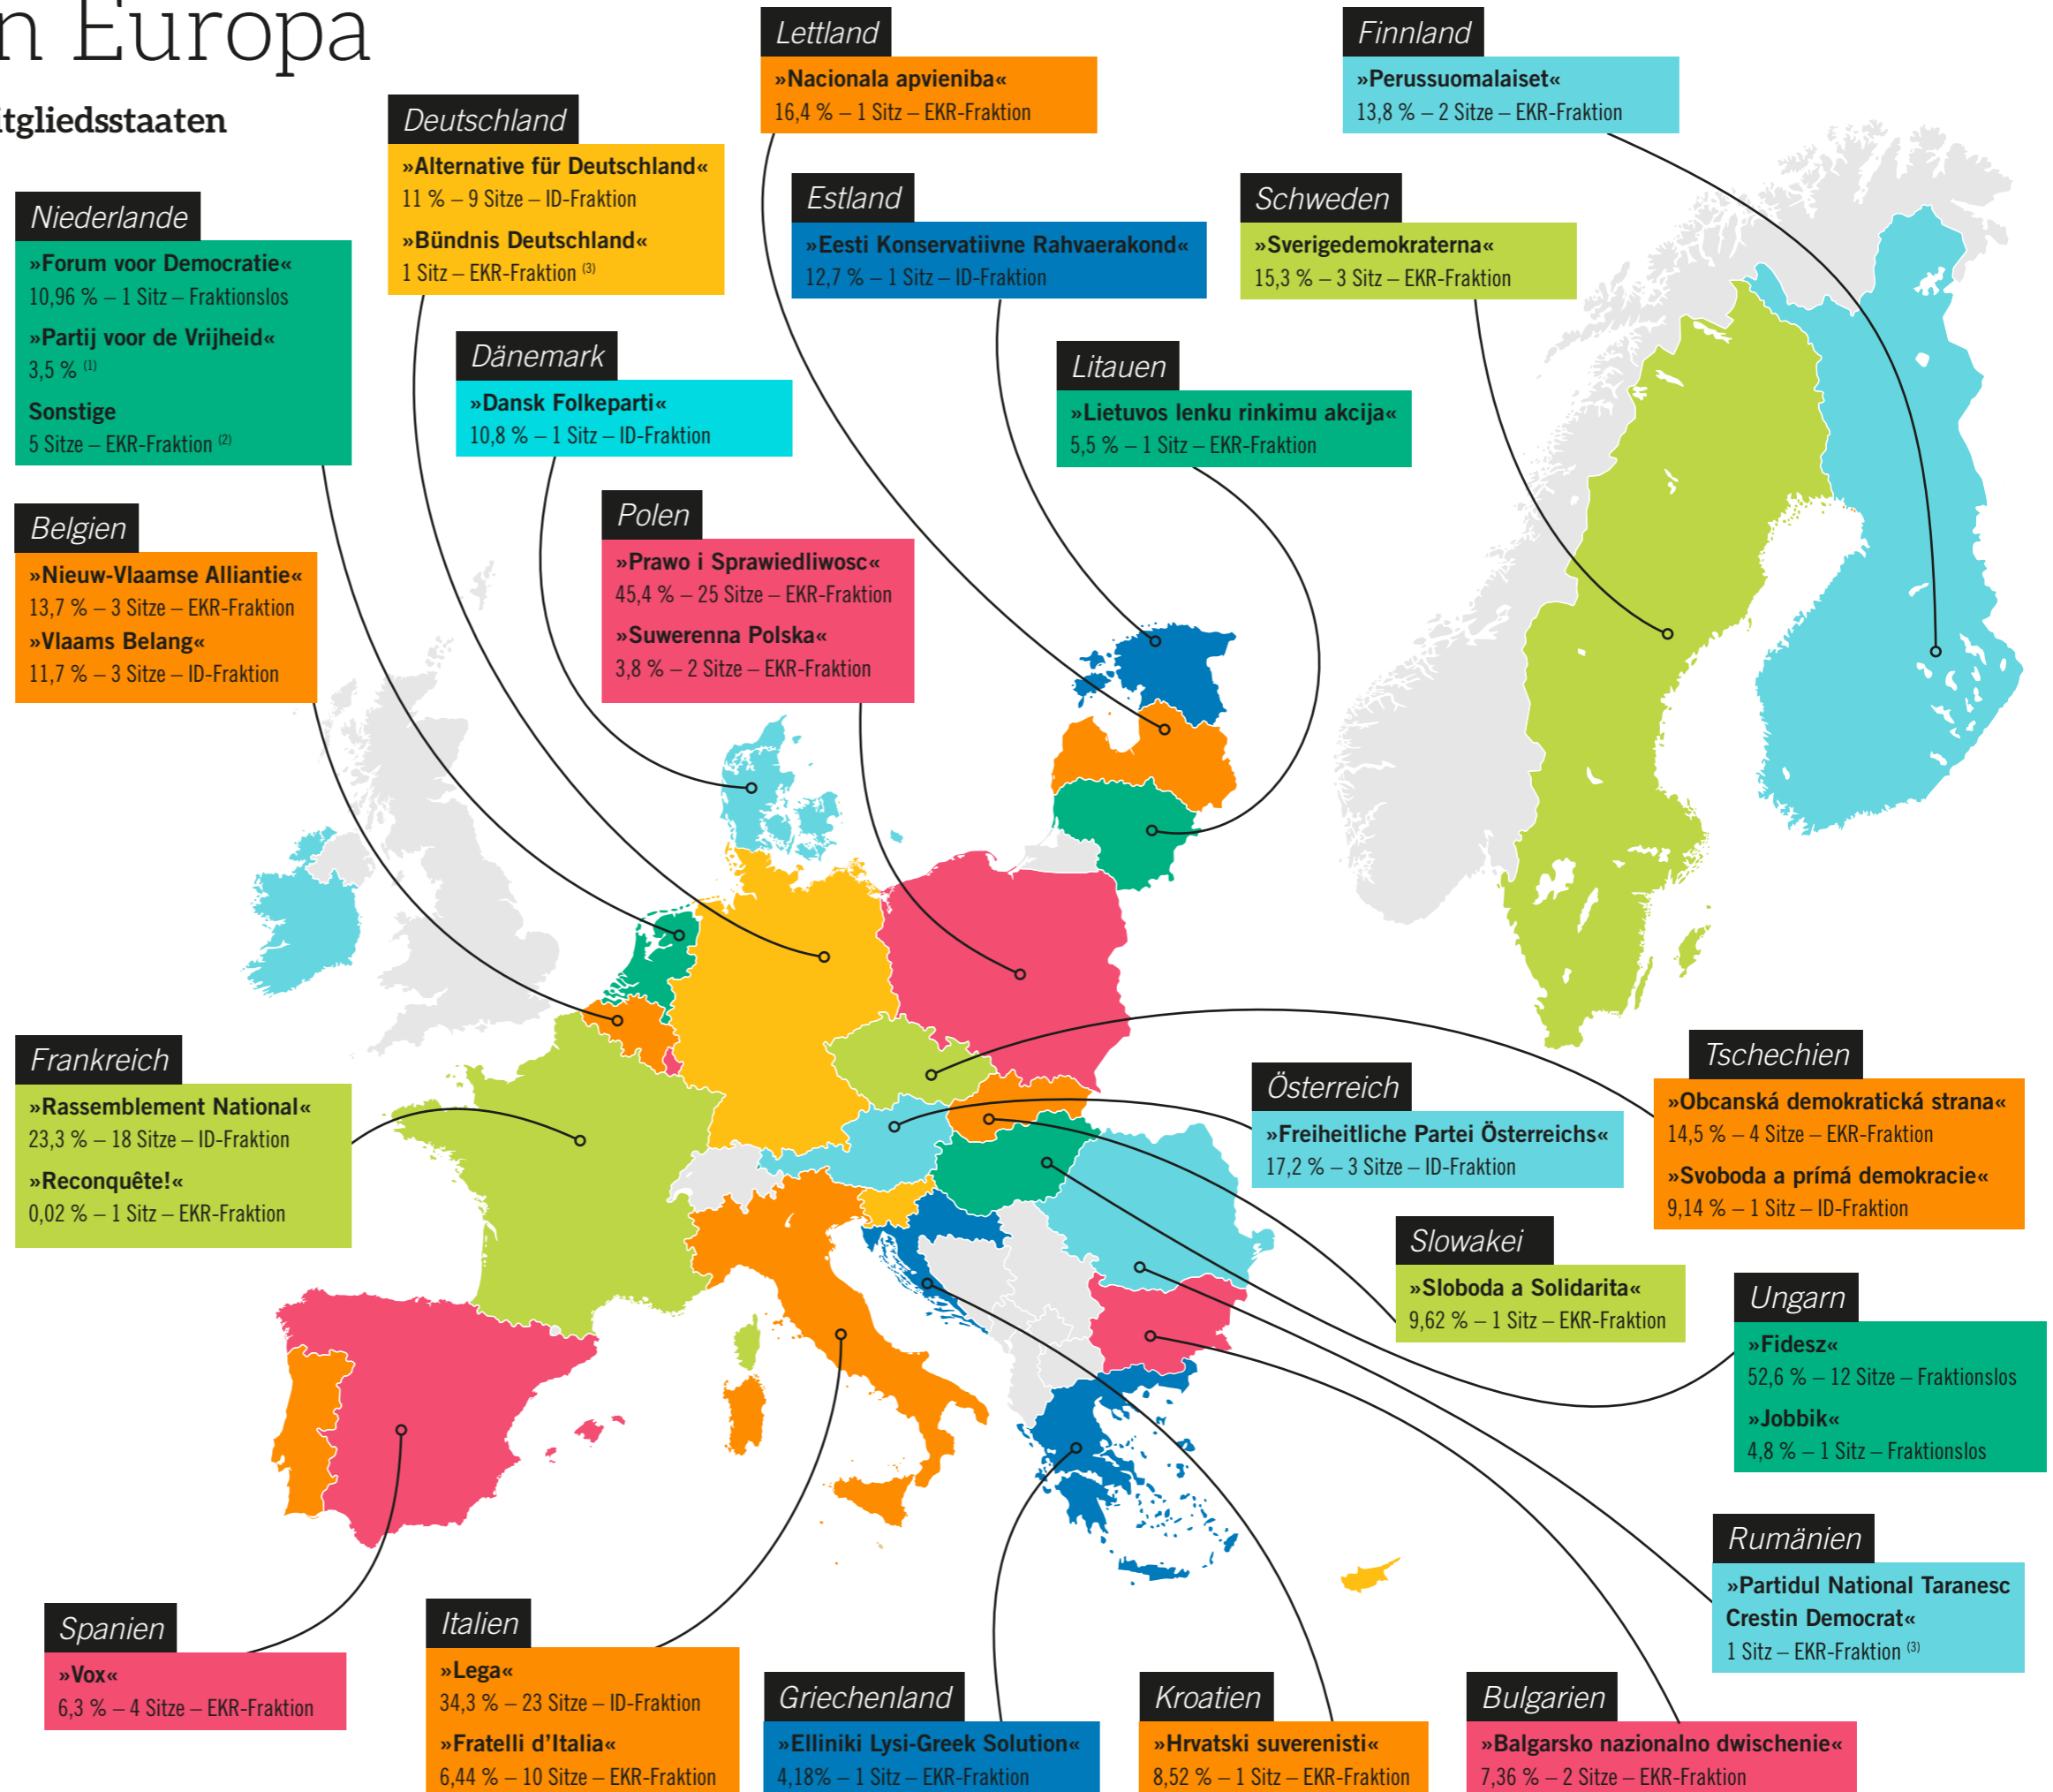 n Europa
itgliedsstaaten
Lettland
»Nacionala apvieniba«
16,4 % – 1 Sitz – EKR-Fraktion
Finnland
»Perussuomalaiset«
13,8 % – 2 Sitze – EKR-Fraktion
Deutschland
»Alternative für Deutschland«
11 % – 9 Sitze – ID-Fraktion
»Bündnis Deutschland«
1 Sitz – EKR-Fraktion (3)
Estland
»Eesti Konservatiivne Rahvaerakond«
12,7 % – 1 Sitz – ID-Fraktion
Schweden
»Sverigedemokraterna«
15,3 % – 3 Sitz – EKR-Fraktion
Niederlande
»Forum voor Democratie«
10,96 % – 1 Sitz – Fraktionslos
»Partij voor de Vrijheid«
3,5 % (1)
Sonstige
5 Sitze – EKR-Fraktion (2)
Dänemark
»Dansk Folkeparti«
10,8 % – 1 Sitz – ID-Fraktion
Litauen
»Lietuvos lenku rinkimu akcija«
5,5 % – 1 Sitz – EKR-Fraktion
Belgien
»Nieuw-Vlaamse Alliantie«
13,7 % – 3 Sitze – EKR-Fraktion
»Vlaams Belang«
11,7 % – 3 Sitze – ID-Fraktion
Polen
»Prawo i Sprawiedliwosc«
45,4 % – 25 Sitze – EKR-Fraktion
»Suwerenna Polska«
3,8 % – 2 Sitze – EKR-Fraktion
Frankreich
»Rassemblement National«
23,3 % – 18 Sitze – ID-Fraktion
»Reconquête!«
0,02 % – 1 Sitz – EKR-Fraktion
Österreich
»Freiheitliche Partei Österreichs«
17,2 % – 3 Sitze – ID-Fraktion
Tschechien
»Obcanská demokratická strana«
14,5 % – 4 Sitze – EKR-Fraktion
»Svoboda a prímá demokracie«
9,14 % – 1 Sitz – ID-Fraktion
Slowakei
»Sloboda a Solidarita«
9,62 % – 1 Sitz – EKR-Fraktion
Ungarn
»Fidesz«
52,6 % – 12 Sitze – Fraktionslos
»Jobbik«
4,8 % – 1 Sitz – Fraktionslos
Rumänien
»Partidul National Taranesc
Crestin Democrat«
1 Sitz – EKR-Fraktion (3)
Spanien
»Vox«
6,3 % – 4 Sitze – EKR-Fraktion
Italien
»Lega«
34,3 % – 23 Sitze – ID-Fraktion
»Fratelli d’Italia«
6,44 % – 10 Sitze – EKR-Fraktion
Griechenland
»Elliniki Lysi-Greek Solution«
4,18% – 1 Sitz – EKR-Fraktion
Kroatien
»Hrvatski suverenisti«
8,52 % – 1 Sitz – EKR-Fraktion
Bulgarien
»Balgarsko nazionalno dwischenie«
7,36 % – 2 Sitze – EKR-Fraktion